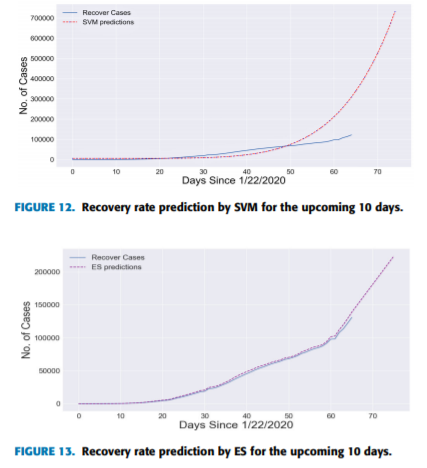 700000
600000
500000
400000
300000
200000
100000
0
Recover Cases
SVM predictions
No. of Cases
0 10 20 30 40 50 60 70
Days Since 1/22/2020
FIGURE 12. Recovery rate prediction by SVM for the upcoming 10 days.
200000
150000
100000
50000
0
Recover Cases
ES predictions
No. of Cases
0 10 20 30 40 50 60 70
Days Since 1/22/2020
FIGURE 13. Recovery rate prediction by ES for the upcoming 10 days.